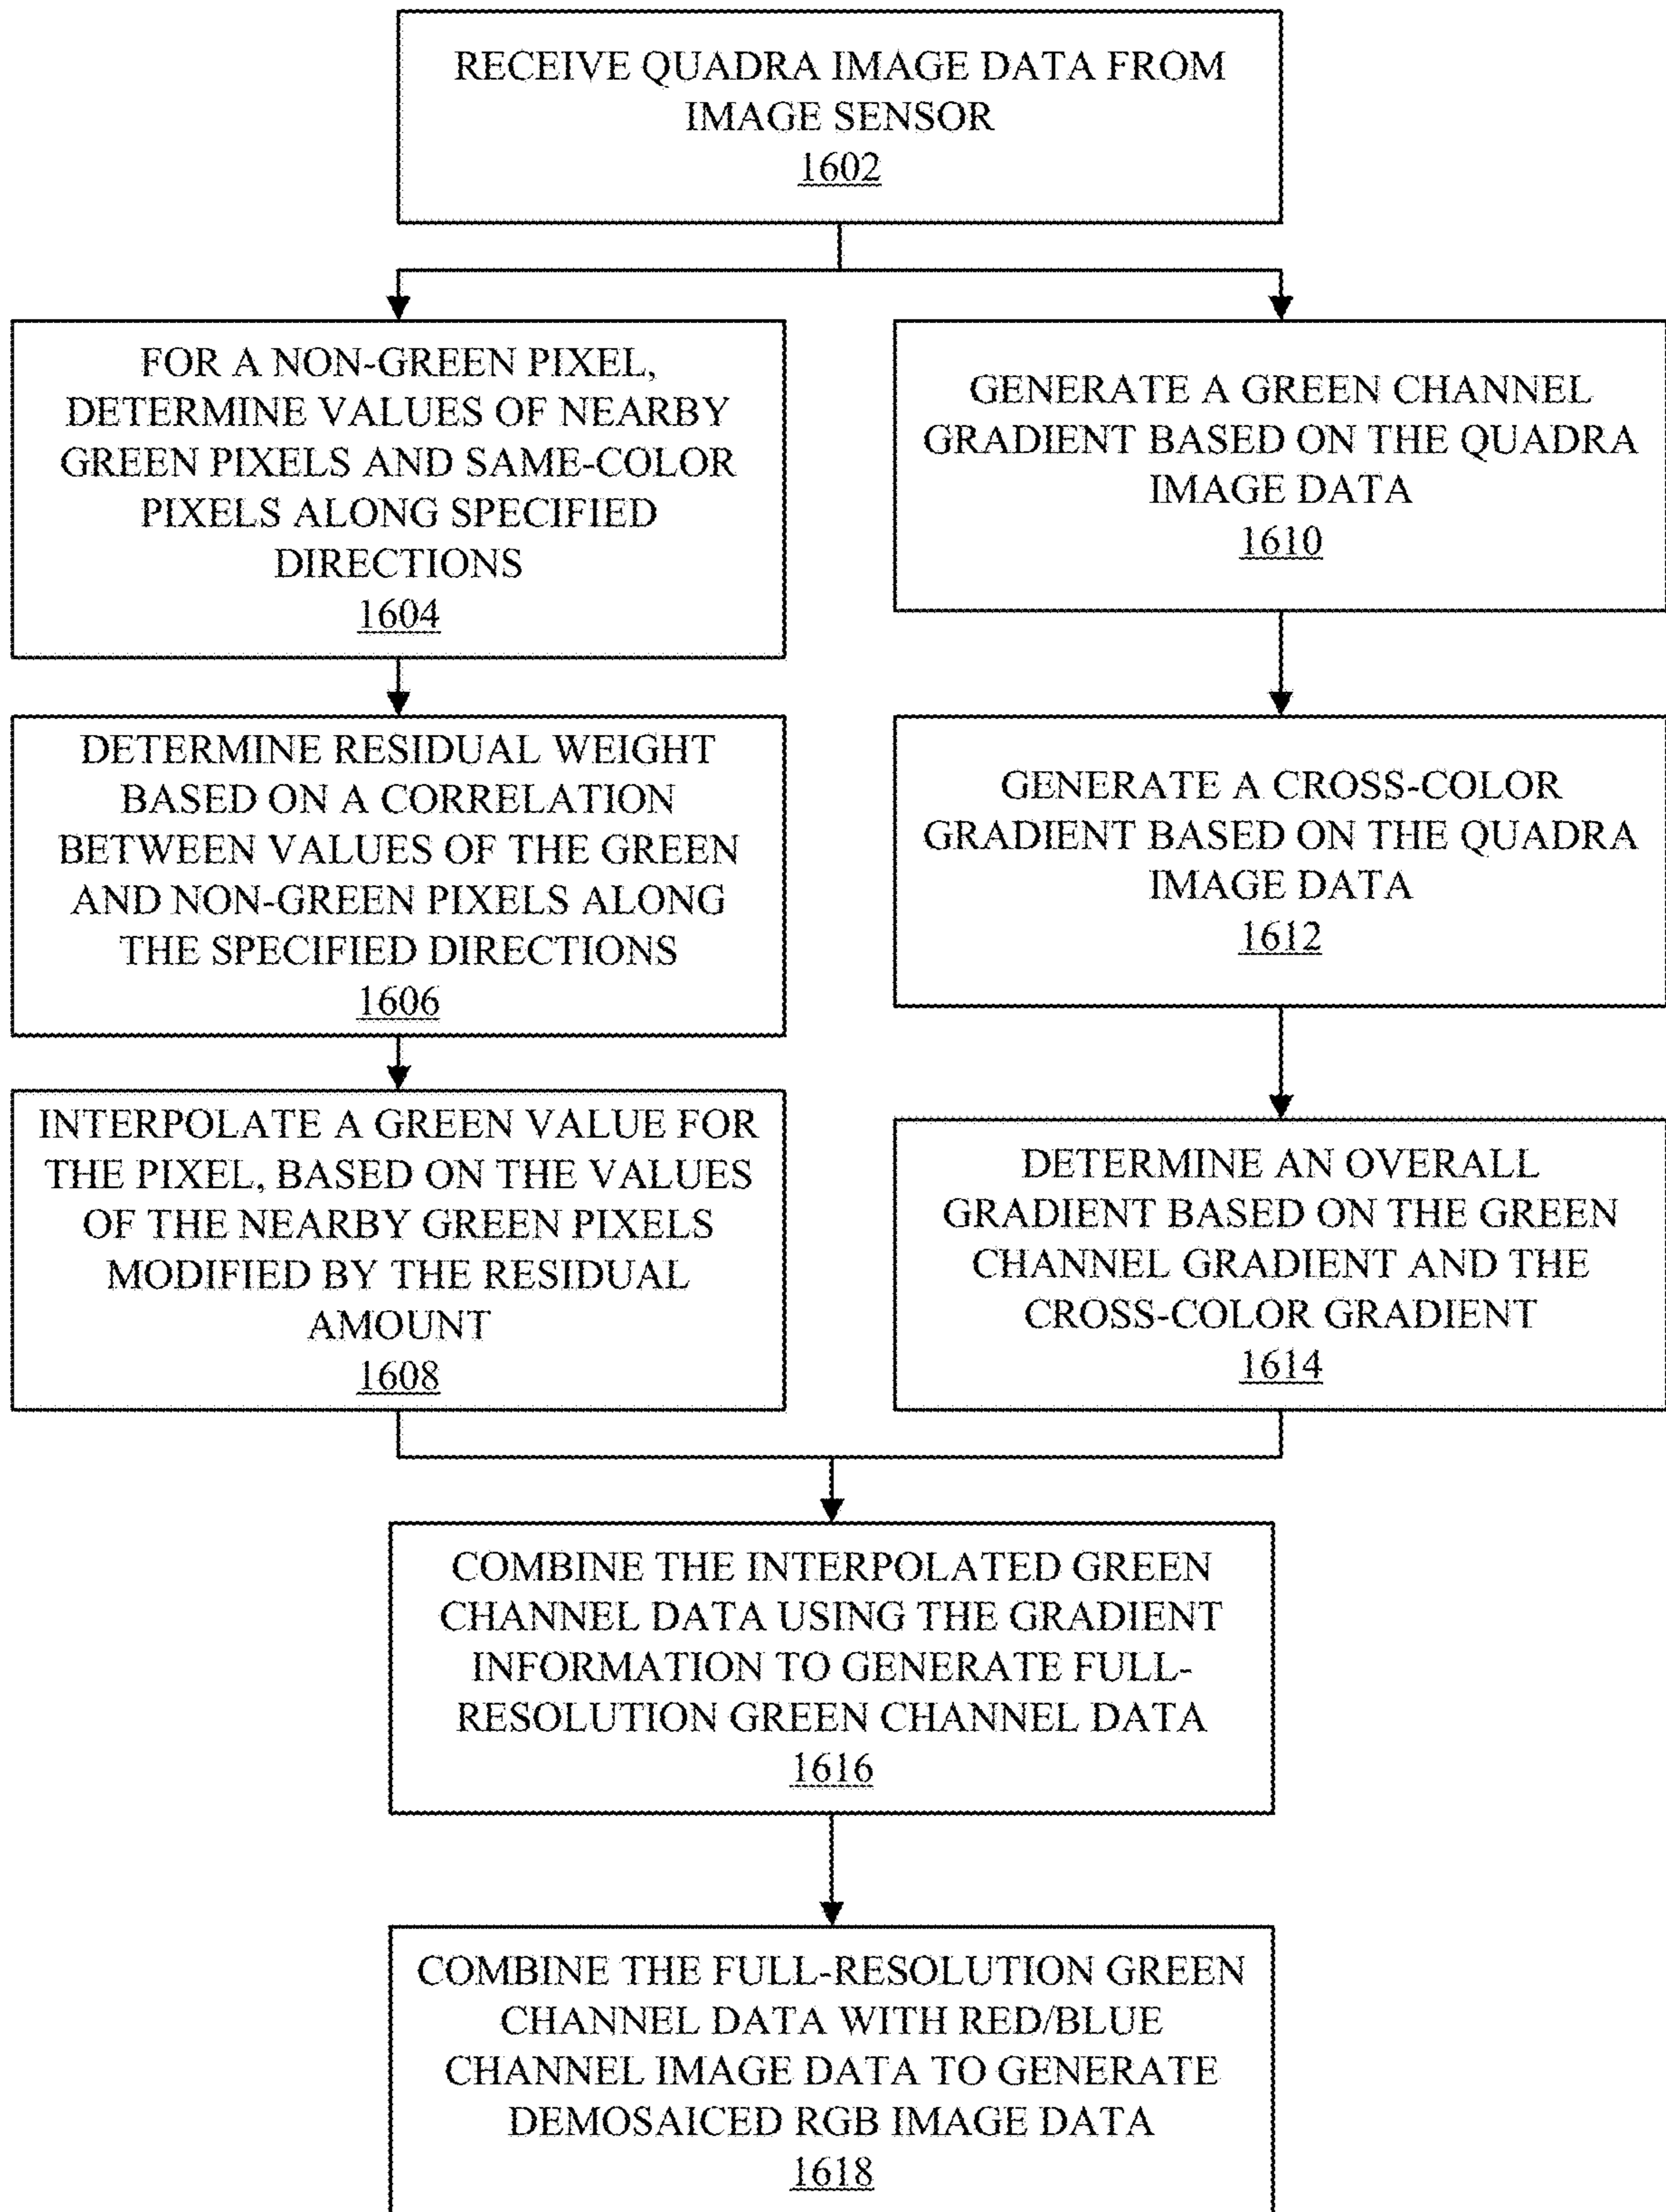 RECEIVE QUADRA IMAGE DATA FROM
IMAGE SENSOR
1602
FOR A NON-GREEN PIXEL,
DETERMINE VALUES OF NEARBY
GREEN PIXELS AND SAME-COLOR
PIXELS ALONG SPECIFIED
DIRECTIONS
1604
DETERMINE RESIDUAL WEIGHT
BASED ON A CORRELATION
BETWEEN VALUES OF THE GREEN
AND NON-GREEN PIXELS ALONG
THE SPECIFIED DIRECTIONS
1606
INTERPOLATE A GREEN VALUE FOR
THE PIXEL, BASED ON THE VALUES
OF THE NEARBY GREEN PIXELS
MODIFIED BY THE RESIDUAL
AMOUNT
1608
GENERATE A GREEN CHANNEL
GRADIENT BASED ON THE QUADRA
IMAGE DATA
1610
GENERATE A CROSS-COLOR
GRADIENT BASED ON THE QUADRA
IMAGE DATA
1612
DETERMINE AN OVERALL
GRADIENT BASED ON THE GREEN
CHANNEL GRADIENT AND THE
CROSS-COLOR GRADIENT
1614
COMBINE THE INTERPOLATED GREEN
CHANNEL DATA USING THE GRADIENT
INFORMATION TO GENERATE FULL-
RESOLUTION GREEN CHANNEL DATA
1616
COMBINE THE FULL-RESOLUTION GREEN
CHANNEL DATA WITH RED/BLUE
CHANNEL IMAGE DATA TO GENERATE
DEMOSAICED RGB IMAGE DATA
1618